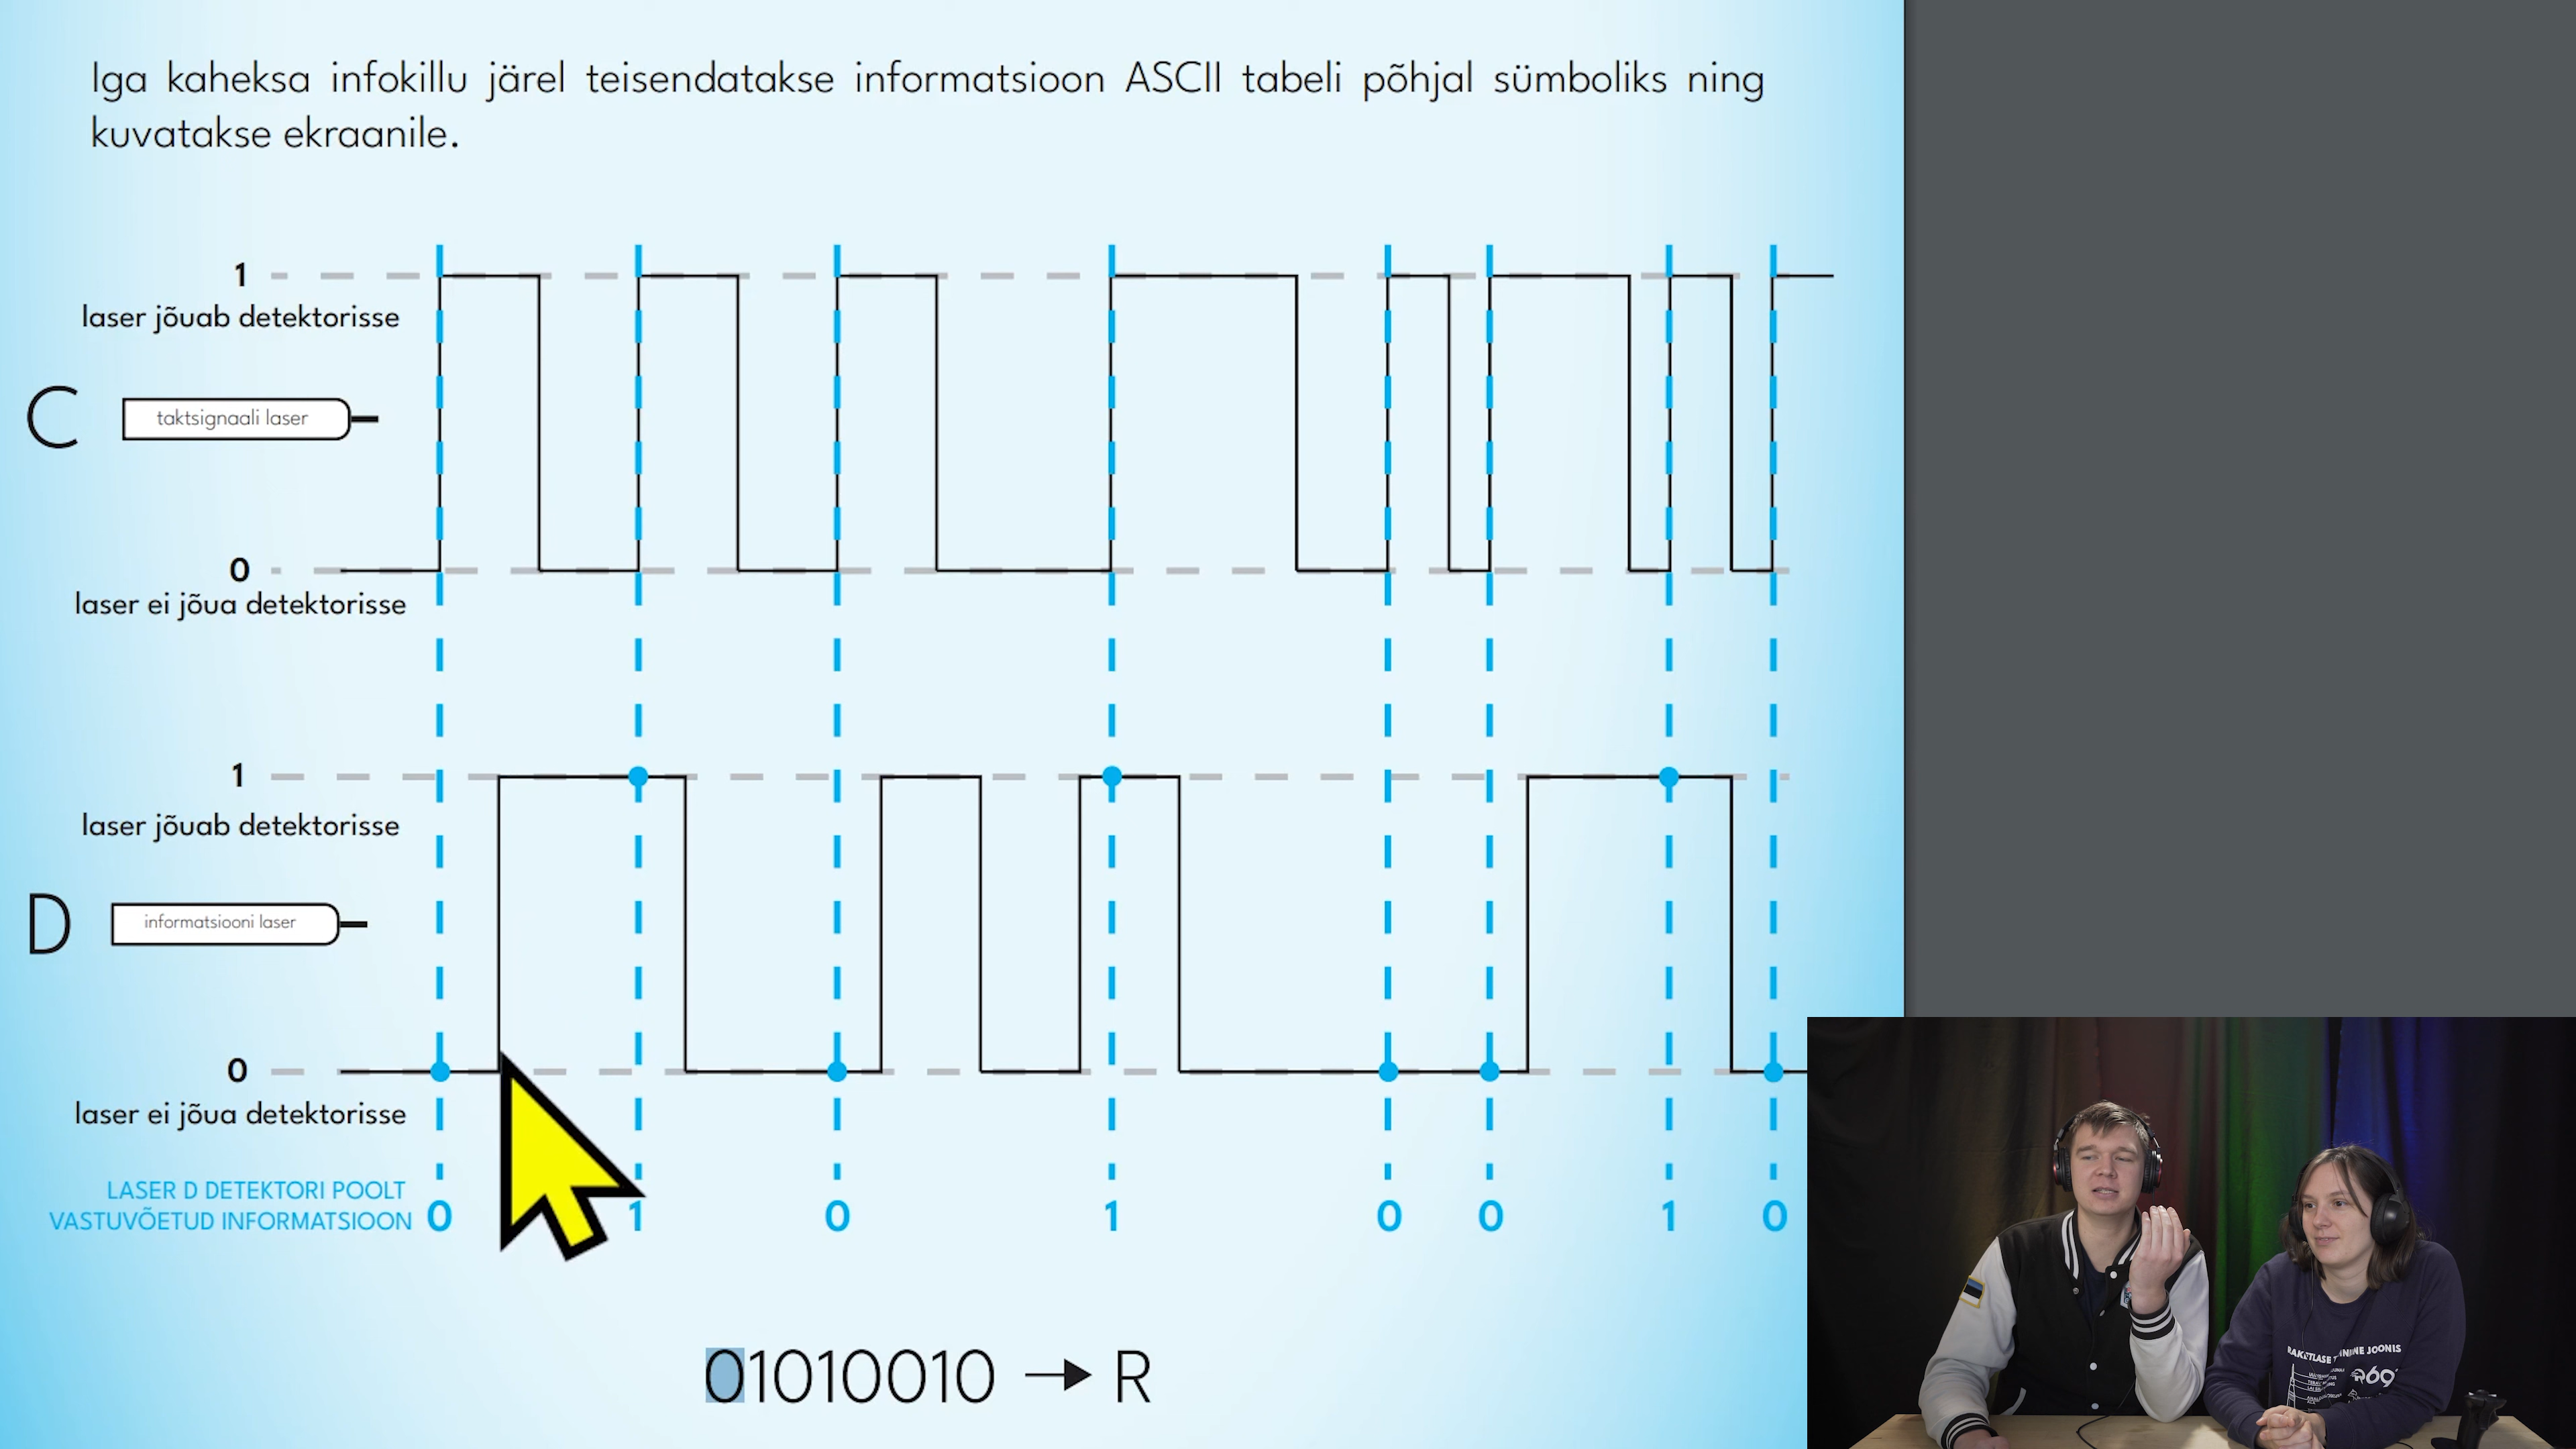 Iga kaheksa infokillu järel teisendatakse informatsioon ASCII tabeli põhjal sümboliks ning
kuvatakse ekraanile.
1
laser jõuab detektorisse
C
taktsignaali laser
0
laser ei jõua detektorisse
1
laser jõuab detektorisse
D
informatsiooni laser
0
laser ei jõua detektorisse
LASER D DETEKTORI POOLT
VASTUVÕETUD INFORMATSIOON 0 1 0 1 0 0 1 0
01010010 → R
JOONIS